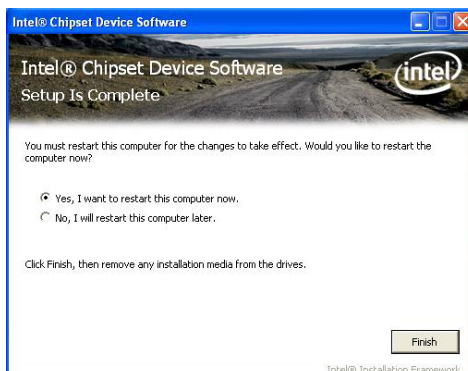 Intel® Chipset Device Software
Intel® Chipset Device Software
Setup Is Complete
intel
You must restart this computer for the changes to take effect. Would you like to restart the
computer now?
Yes, I want to restart this computer now.
No, I will restart this computer later.
Click Finish, then remove any installation media from the drives.
Finish
Intel® Installation Framework